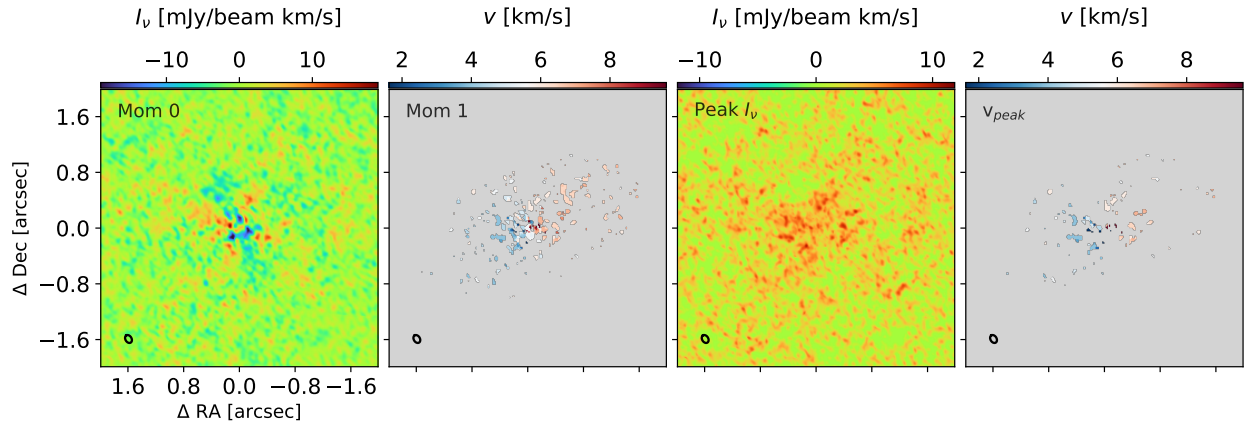 I_ν [mJy/beam km/s] v [km/s] I_ν [mJy/beam km/s] v [km/s]
−10 0 10 2 4 6 8 −10 0 10 2 4 6 8
Mom 0 Mom 1 Peak I_ν v_peak
1.6
0.8
0.0
−0.8
−1.6
Δ Dec [arcsec]
1.6 0.8 0.0 −0.8 −1.6
Δ RA [arcsec]